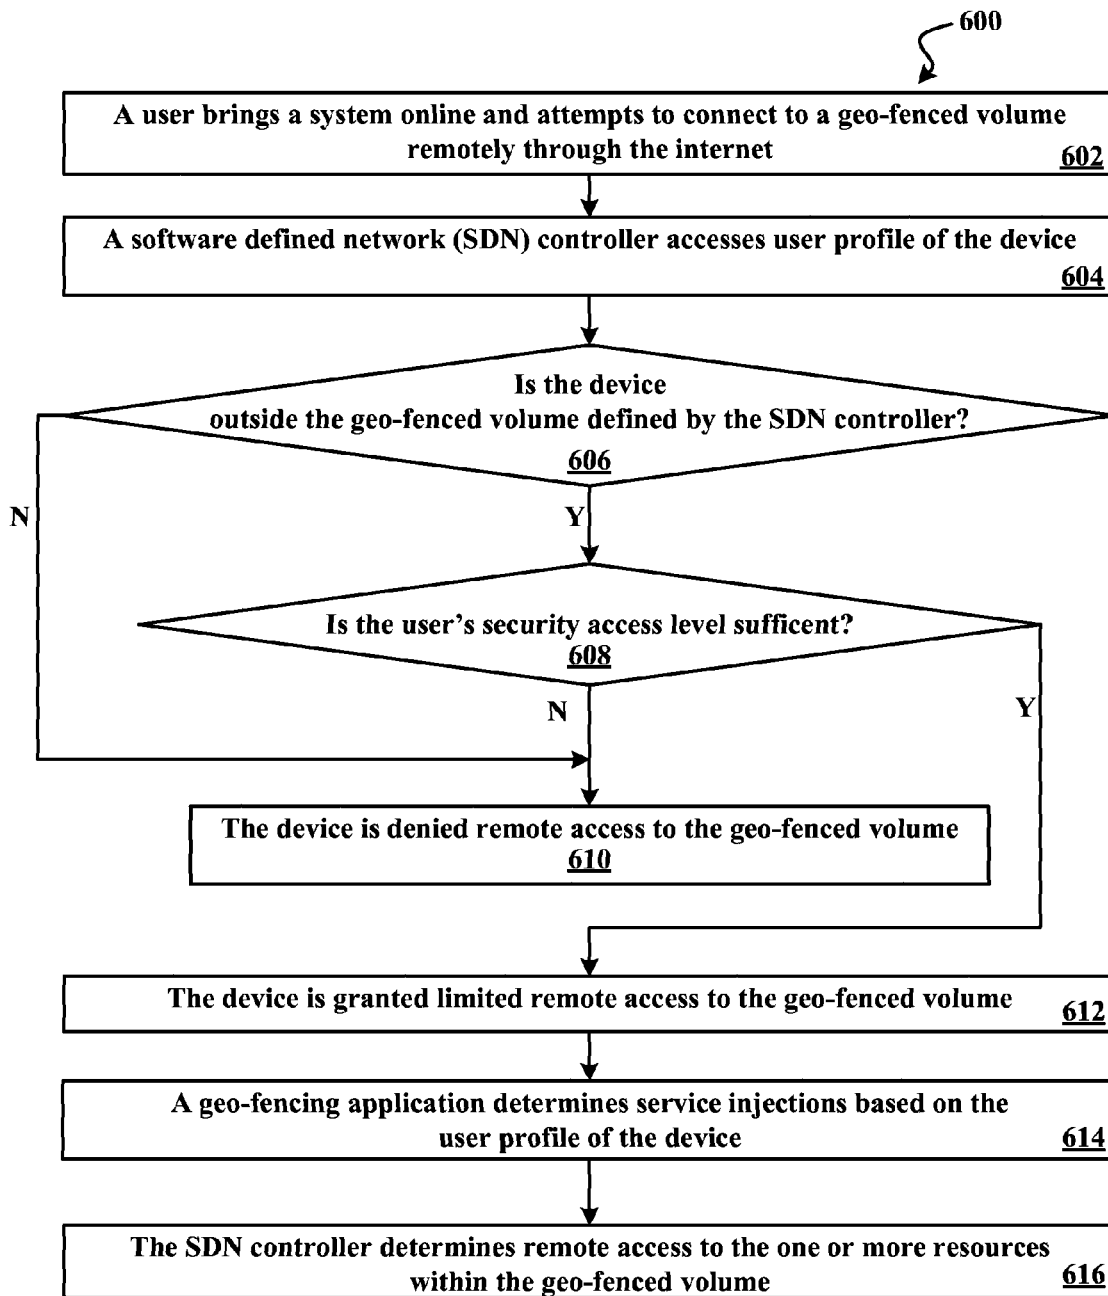 600
A user brings a system online and attempts to connect to a geo-fenced volume
remotely through the internet
602
A software defined network (SDN) controller accesses user profile of the device
604
Is the device
outside the geo-fenced volume defined by the SDN controller?
606
N
Y
Is the user's security access level sufficent?
608
N
Y
The device is denied remote access to the geo-fenced volume
610
The device is granted limited remote access to the geo-fenced volume
612
A geo-fencing application determines service injections based on the
user profile of the device
614
The SDN controller determines remote access to the one or more resources
within the geo-fenced volume
616